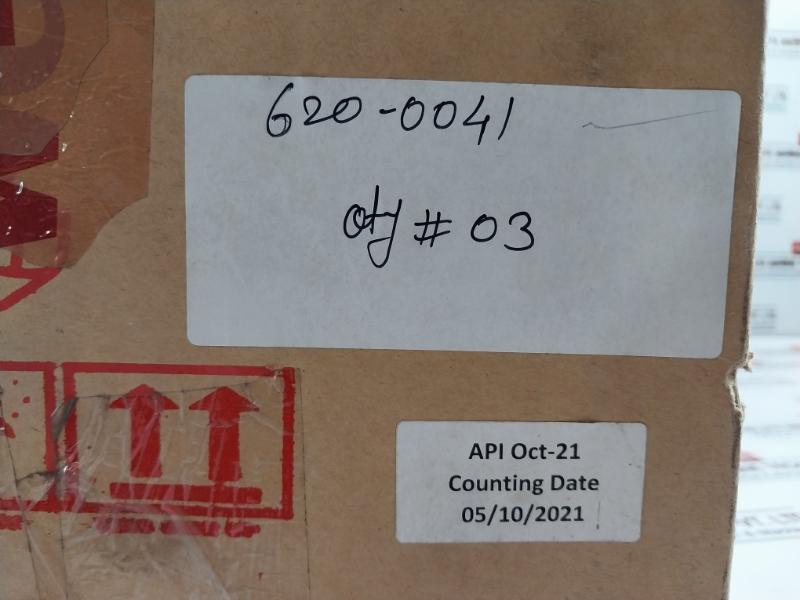 620-0041
Qty # 03
API Oct-21
Counting Date
05/10/2021